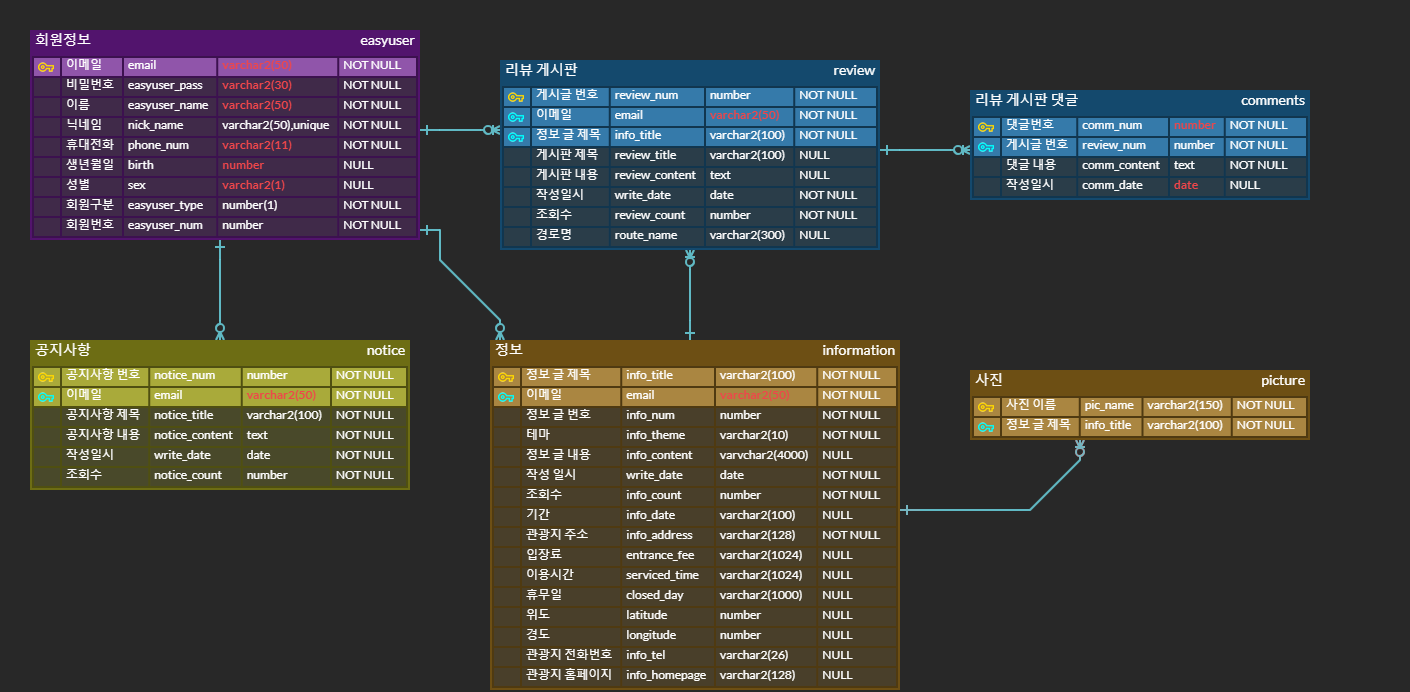 회원정보 easyuser
이메일 email varchar2(50) NOT NULL
비밀번호 easyuser_pass varchar2(30) NOT NULL
이름 easyuser_name varchar2(50) NOT NULL
닉네임 nick_name varchar2(50),unique NOT NULL
휴대전화 phone_num varchar2(11) NOT NULL
생년월일 birth number NULL
성별 sex varchar2(1) NULL
회원구분 easyuser_type number(1) NOT NULL
회원번호 easyuser_num number NOT NULL
리뷰 게시판 review
게시글 번호 review_num number NOT NULL
이메일 email varchar2(50) NOT NULL
정보 글 제목 info_title varchar2(100) NOT NULL
게시판 제목 review_title varchar2(100) NULL
게시판 내용 review_content text NULL
작성일시 write_date date NOT NULL
조회수 review_count number NOT NULL
경로명 route_name varchar2(300) NULL
리뷰 게시판 댓글 comments
댓글번호 comm_num number NOT NULL
게시글 번호 review_num number NOT NULL
댓글 내용 comm_content text NOT NULL
작성일시 comm_date date NULL
공지사항 notice
공지사항 번호 notice_num number NOT NULL
이메일 email varchar2(50) NOT NULL
공지사항 제목 notice_title varchar2(100) NOT NULL
공지사항 내용 notice_content text NOT NULL
작성일시 write_date date NOT NULL
조회수 notice_count number NOT NULL
정보 information
정보 글 제목 info_title varchar2(100) NOT NULL
이메일 email varchar2(50) NOT NULL
정보 글 번호 info_num number NOT NULL
테마 info_theme varchar2(10) NOT NULL
정보 글 내용 info_content varvchar2(4000) NULL
작성 일시 write_date date NOT NULL
조회수 info_count number NOT NULL
기간 info_date varchar2(100) NULL
관광지 주소 info_address varchar2(128) NOT NULL
입장료 entrance_fee varchar2(1024) NULL
이용시간 serviced_time varchar2(1024) NULL
휴무일 closed_day varchar2(1000) NULL
위도 latitude number NULL
경도 longitude number NULL
관광지 전화번호 info_tel varchar2(26) NULL
관광지 홈페이지 info_homepage varchar2(128) NULL
사진 picture
사진 이름 pic_name varchar2(150) NOT NULL
정보 글 제목 info_title varchar2(100) NOT NULL